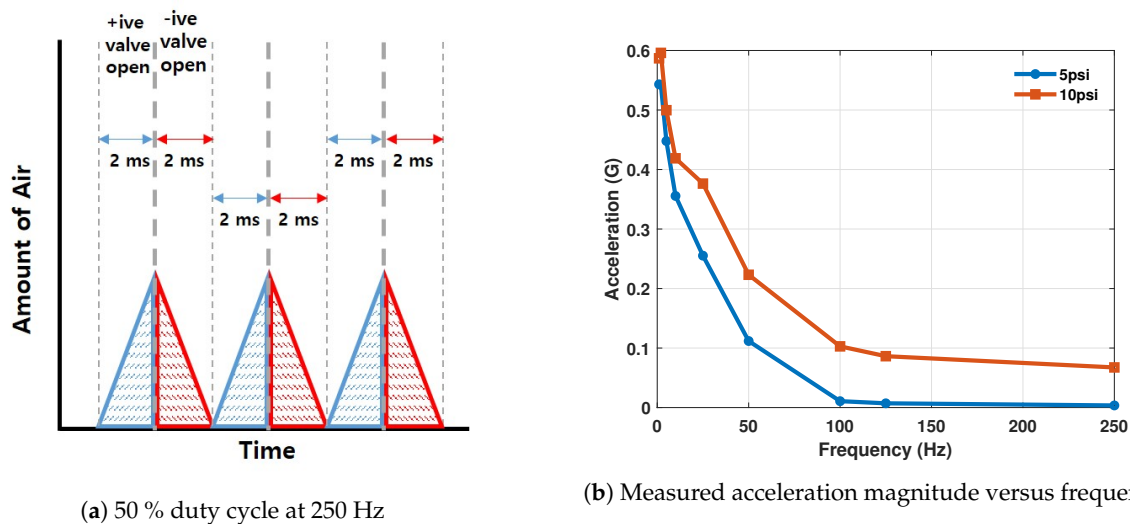 +ive
valve
open
-ive
valve
open
2 ms
2 ms
2 ms
2 ms
2 ms
2 ms
Amount of Air
Time
(a) 50 % duty cycle at 250 Hz
0.6
0.5
0.4
0.3
0.2
0.1
0
Acceleration (G)
5psi
10psi
0 50 100 150 200 250
Frequency (Hz)
(b) Measured acceleration magnitude versus freque